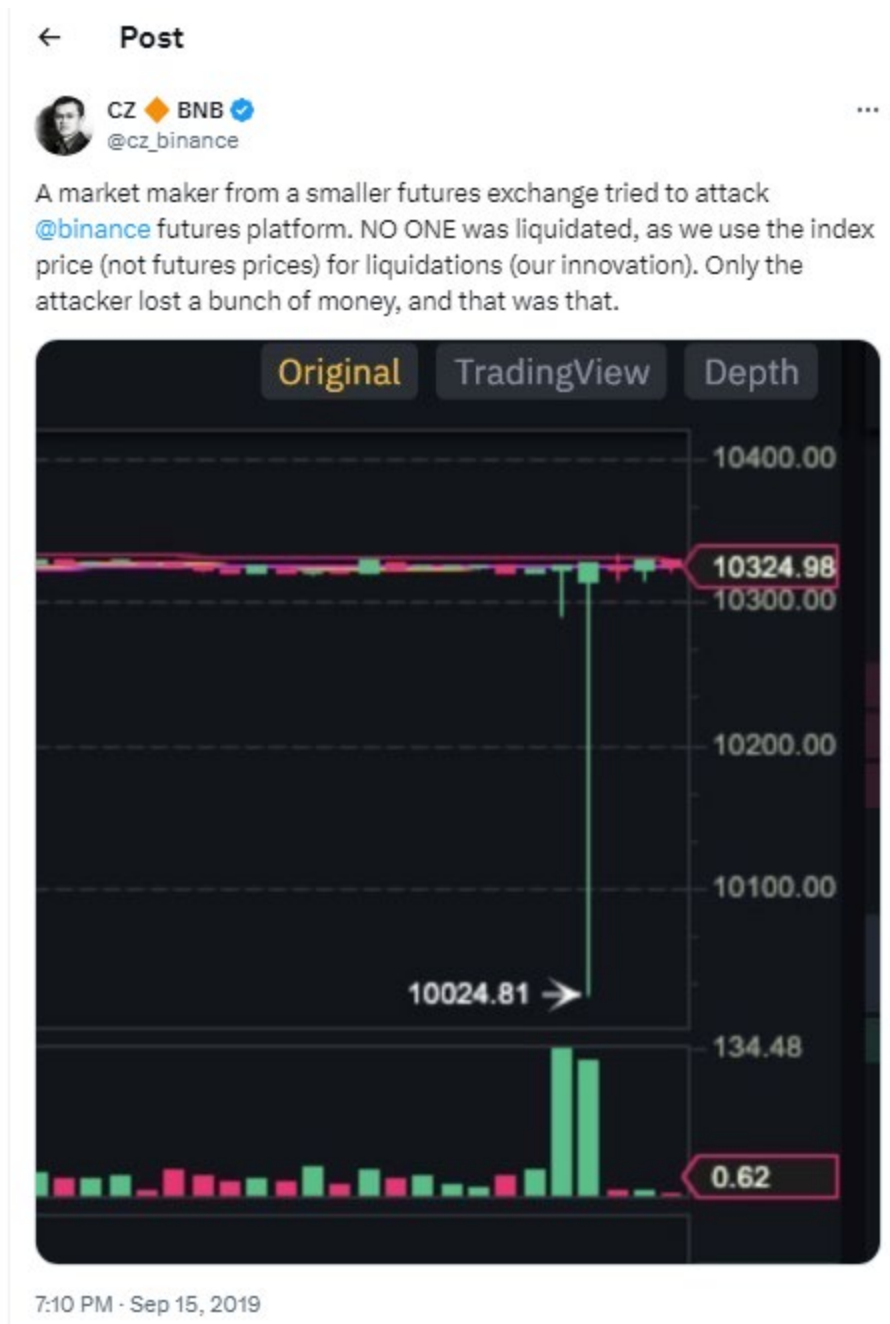 Post
CZ 🔶 BNB
@cz_binance
A market maker from a smaller futures exchange tried to attack
@binance futures platform. NO ONE was liquidated, as we use the index
price (not futures prices) for liquidations (our innovation). Only the
attacker lost a bunch of money, and that was that.
Original TradingView Depth
10400.00
10324.98
10300.00
10200.00
10100.00
10024.81
134.48
0.62
7:10 PM · Sep 15, 2019